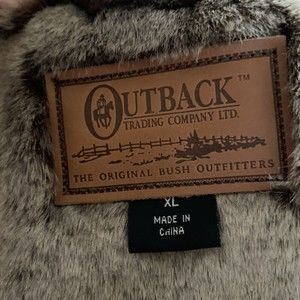 OUTBACK™
TRADING COMPANY LTD.
THE ORIGINAL BUSH OUTFITTERS
XL
MADE IN
CHINA